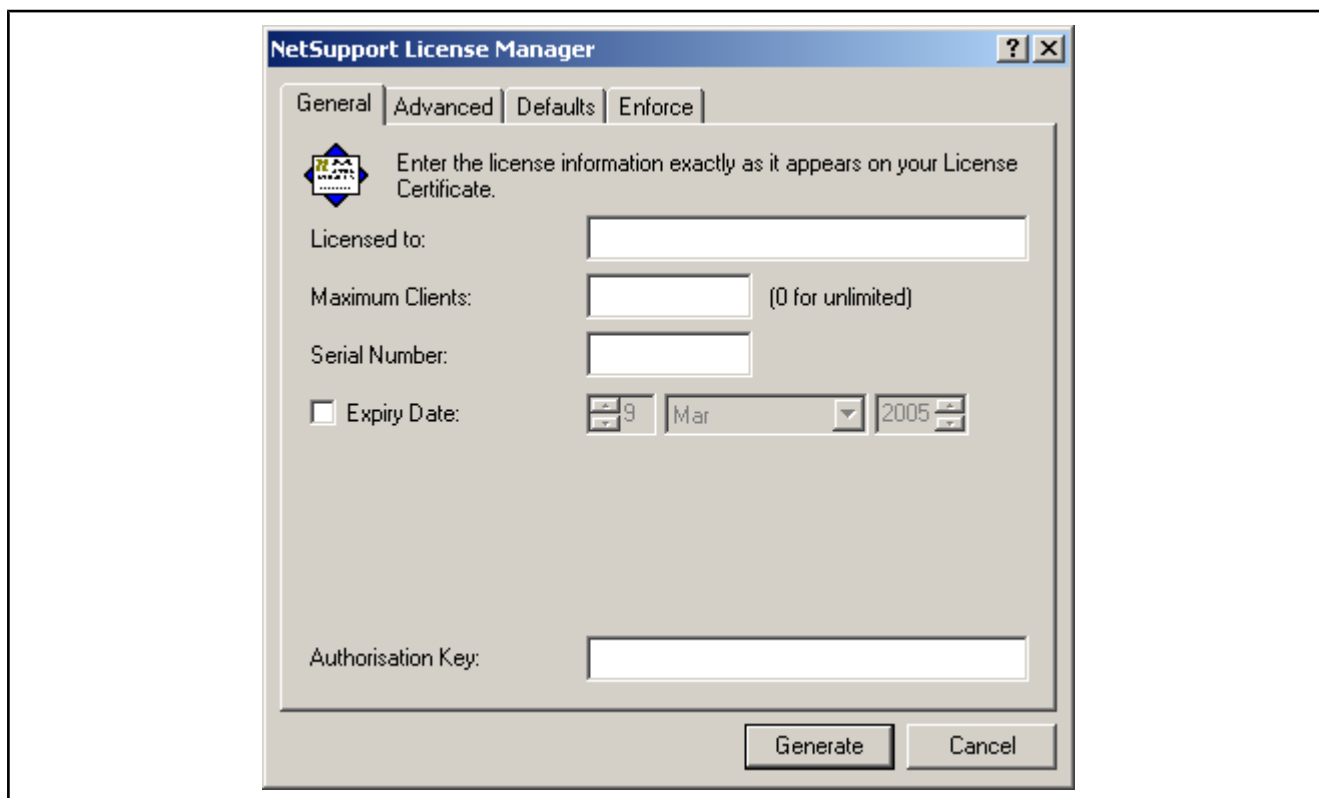 NetSupport License Manager
General Advanced Defaults Enforce
Enter the license information exactly as it appears on your License
Certificate.
Licensed to:
Maximum Clients: (0 for unlimited)
Serial Number:
Expiry Date: 9 Mar 2005
Authorisation Key:
Generate Cancel